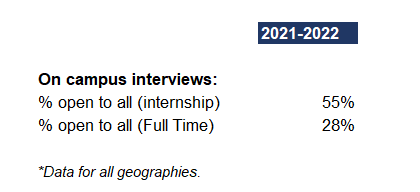 2021-2022
On campus interviews:
% open to all (internship) 55%
% open to all (Full Time) 28%
*Data for all geographies.